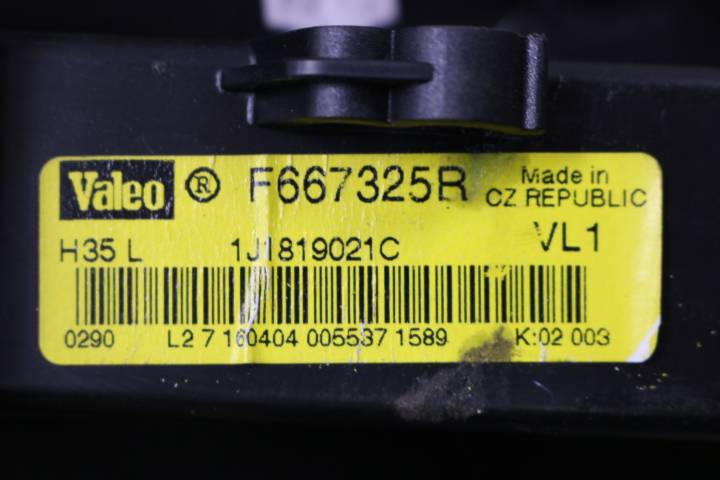 Valeo ® F667325R Made in
CZ REPUBLIC
H35 L 1J1819021C VL1
0290 L2 7 160404 005537 1589 K:02 003